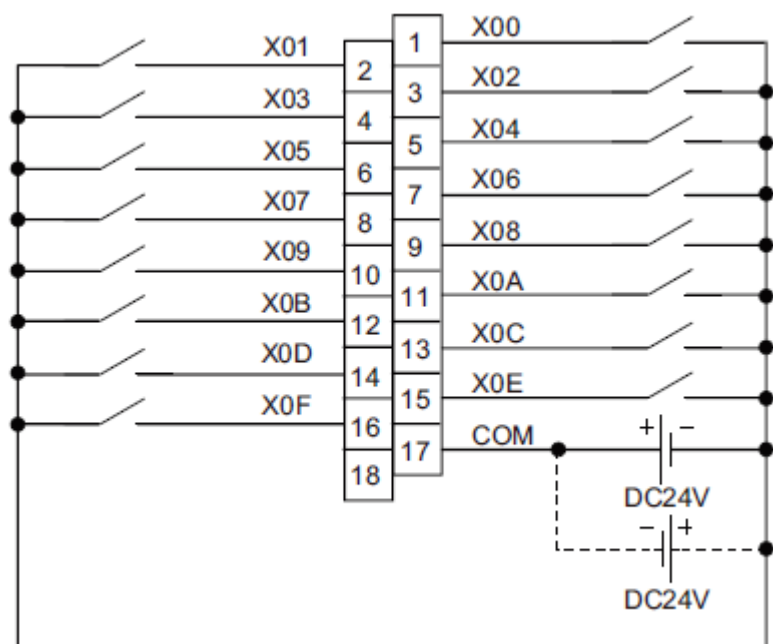 X00
1
X01
2
X02
3
X03
4
X04
5
X05
6
X06
7
X07
8
X08
9
X09
10
X0A
11
X0B
12
X0C
13
X0D
14
X0E
15
X0F
16
COM
17
+ −
18
DC24V
− +
DC24V